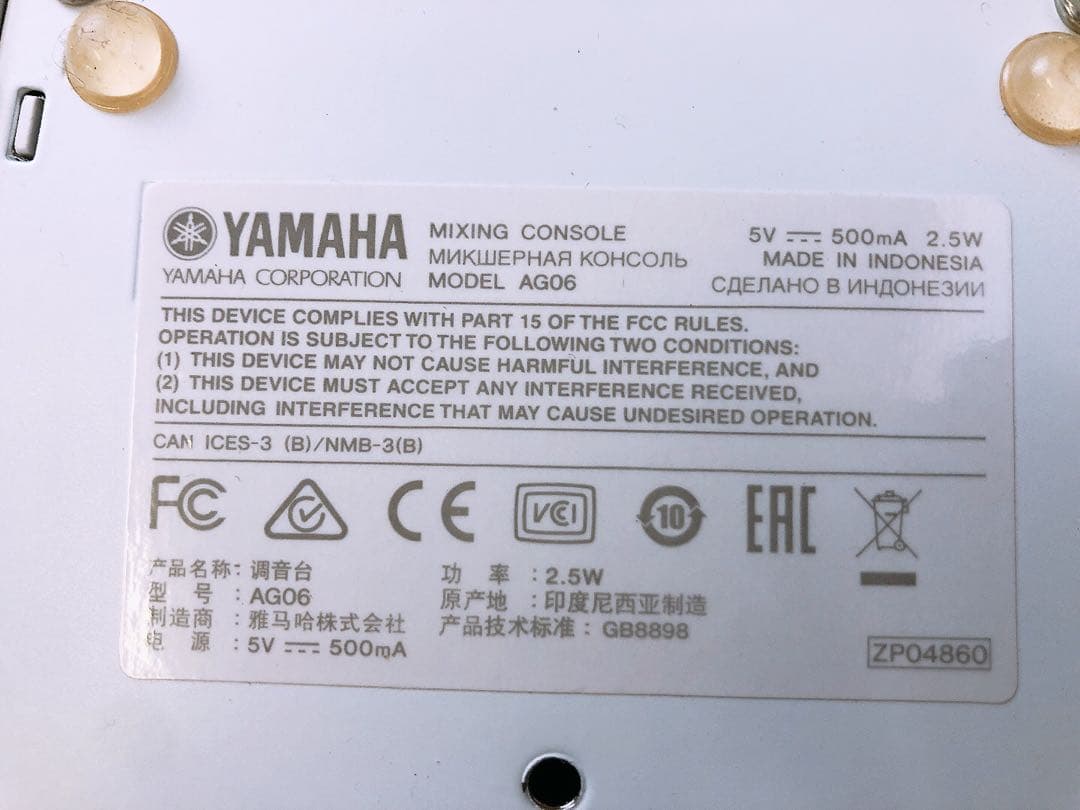 YAMAHA
YAMAHA CORPORATION
MIXING CONSOLE
МИКШЕРНАЯ КОНСОЛЬ
MODEL AG06
5V ⎓ 500mA 2.5W
MADE IN INDONESIA
СДЕЛАНО В ИНДОНЕЗИИ
THIS DEVICE COMPLIES WITH PART 15 OF THE FCC RULES.
OPERATION IS SUBJECT TO THE FOLLOWING TWO CONDITIONS:
(1) THIS DEVICE MAY NOT CAUSE HARMFUL INTERFERENCE, AND
(2) THIS DEVICE MUST ACCEPT ANY INTERFERENCE RECEIVED,
INCLUDING INTERFERENCE THAT MAY CAUSE UNDESIRED OPERATION.
CAN ICES-3 (B)/NMB-3(B)
FC CE VCI 10 EAC
产品名称: 调音台
型 号 : AG06
制造商 : 雅马哈株式会社
电 源 : 5V ⎓ 500mA
功 率 : 2.5W
原产地 : 印度尼西亚制造
产品技术标准: GB8898
ZP04860